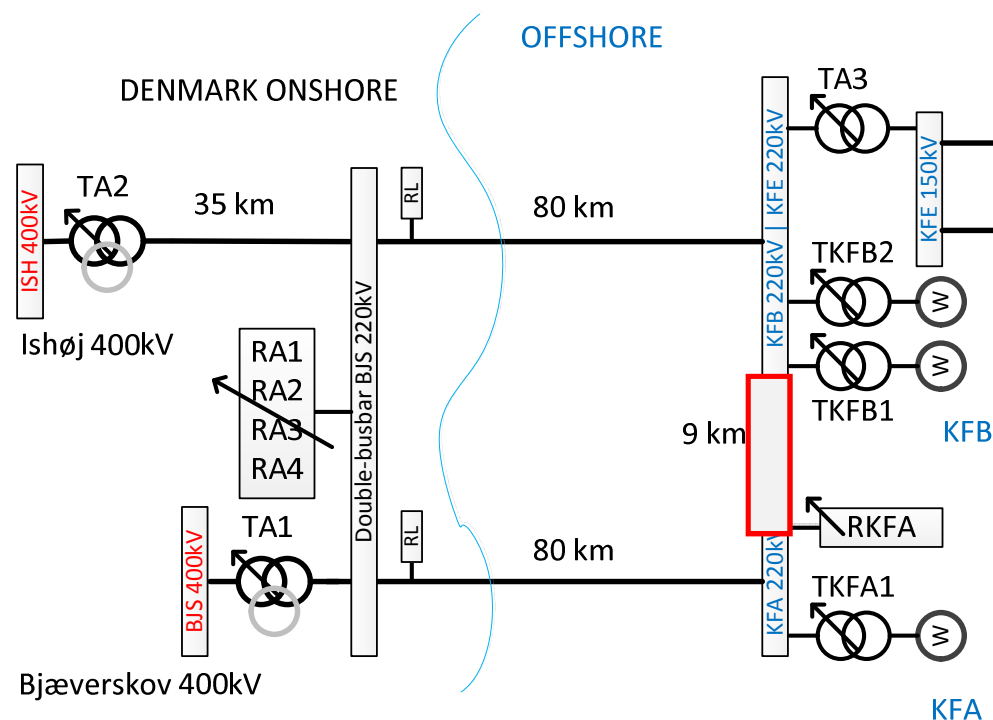 OFFSHORE
DENMARK ONSHORE
TA3
KFE 220kV
KFE 150kV
TA2
35 km
RL
80 km
ISH 400kV
Ishøj 400kV
TKFB2
W
KFB 220kV |
RA1
RA2
RA3
RA4
Double-busbar BJS 220kV
W
TKFB1
KFB
9 km
RKFA
TA1
RL
80 km
BJS 400kV
KFA 220kV
TKFA1
W
Bjæverskov 400kV
KFA